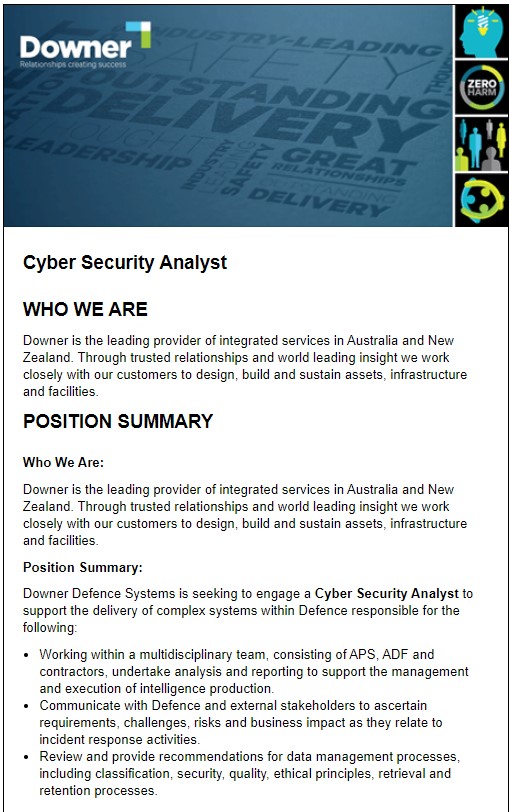 Downer
Relationships creating success
INDUSTRY-LEADING
SAFETY
THOUGHT
OUTSTANDING
DELIVERY
THOUGHT
LEADERSHIP
SAFETY
GREAT
RELATIONSHIPS
OUTSTANDING
DELIVERY
ZERO
HARM
Cyber Security Analyst
WHO WE ARE
Downer is the leading provider of integrated services in Australia and New
Zealand. Through trusted relationships and world leading insight we work
closely with our customers to design, build and sustain assets, infrastructure
and facilities.
POSITION SUMMARY
Who We Are:
Downer is the leading provider of integrated services in Australia and New
Zealand. Through trusted relationships and world leading insight we work
closely with our customers to design, build and sustain assets, infrastructure
and facilities.
Position Summary:
Downer Defence Systems is seeking to engage a Cyber Security Analyst to
support the delivery of complex systems within Defence responsible for the
following:
• Working within a multidisciplinary team, consisting of APS, ADF and
contractors, undertake analysis and reporting to support the management
and execution of intelligence production.
• Communicate with Defence and external stakeholders to ascertain
requirements, challenges, risks and business impact as they relate to
incident response activities.
• Review and provide recommendations for data management processes,
including classification, security, quality, ethical principles, retrieval and
retention processes.